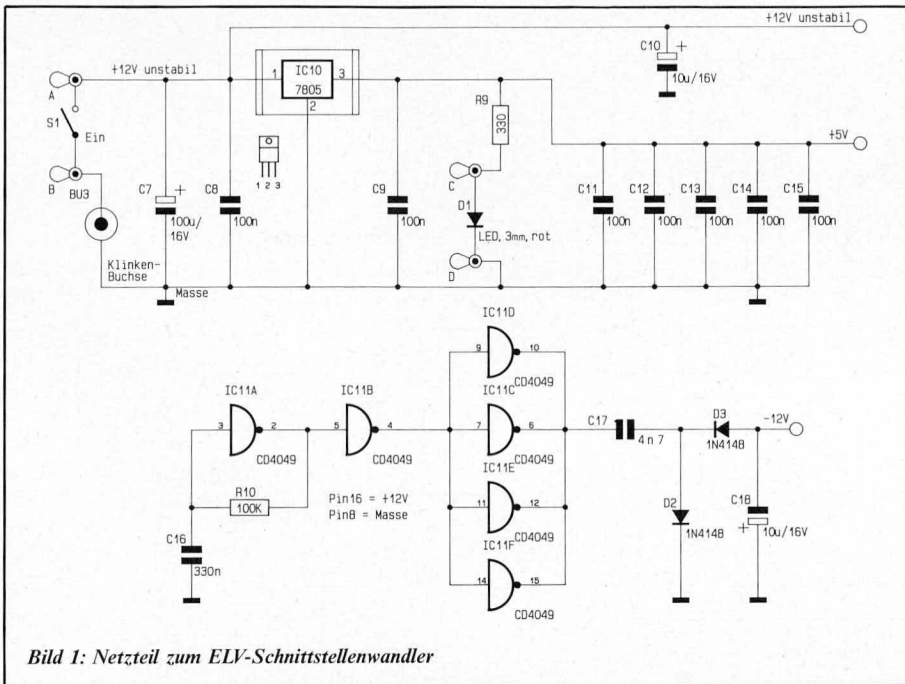 +12V unstabil
C10
+
10u/16V
A
+12V unstabil
1
IC10
7805
3
2
S1
Ein
R9
330
+5V
1 2 3
B
BU3
C7
+
100u/
16V
C8
100n
C9
100n
C
D1
LED, 3mm, rot
D
C11
100n
C12
100n
C13
100n
C14
100n
C15
100n
Klinken-
Buchse
Masse
IC11D
9
10
CD4049
IC11A
3
2
CD4049
IC11B
5
4
CD4049
IC11C
7
6
CD4049
C17
4n7
D3
1N4148
-12V
R10
100K
Pin16 = +12V
Pin8 = Masse
IC11E
11
12
CD4049
D2
1N4148
C18
+
10u/16V
C16
330n
IC11F
14
15
CD4049
Bild 1: Netzteil zum ELV-Schnittstellenwandler